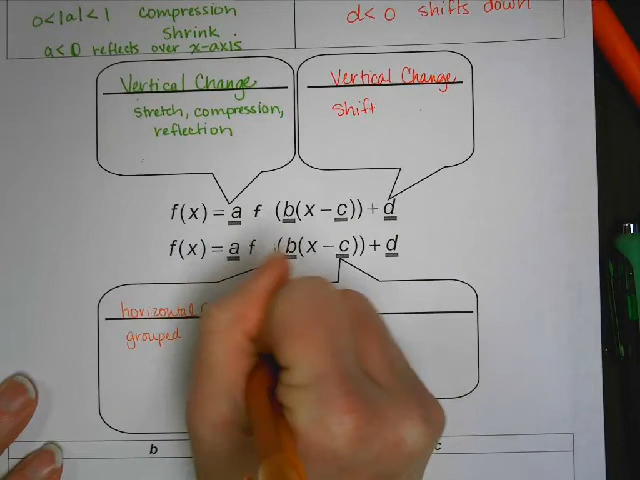 0<|a|<1 compression
shrink
a<0 reflects over x-axis
d<0 shifts down
Vertical Change
stretch, compression,
reflection
Vertical Change
shift
f(x) = a f (b(x – c)) + d
f(x) = a f (b(x – c)) + d
horizontal
grouped
b
c